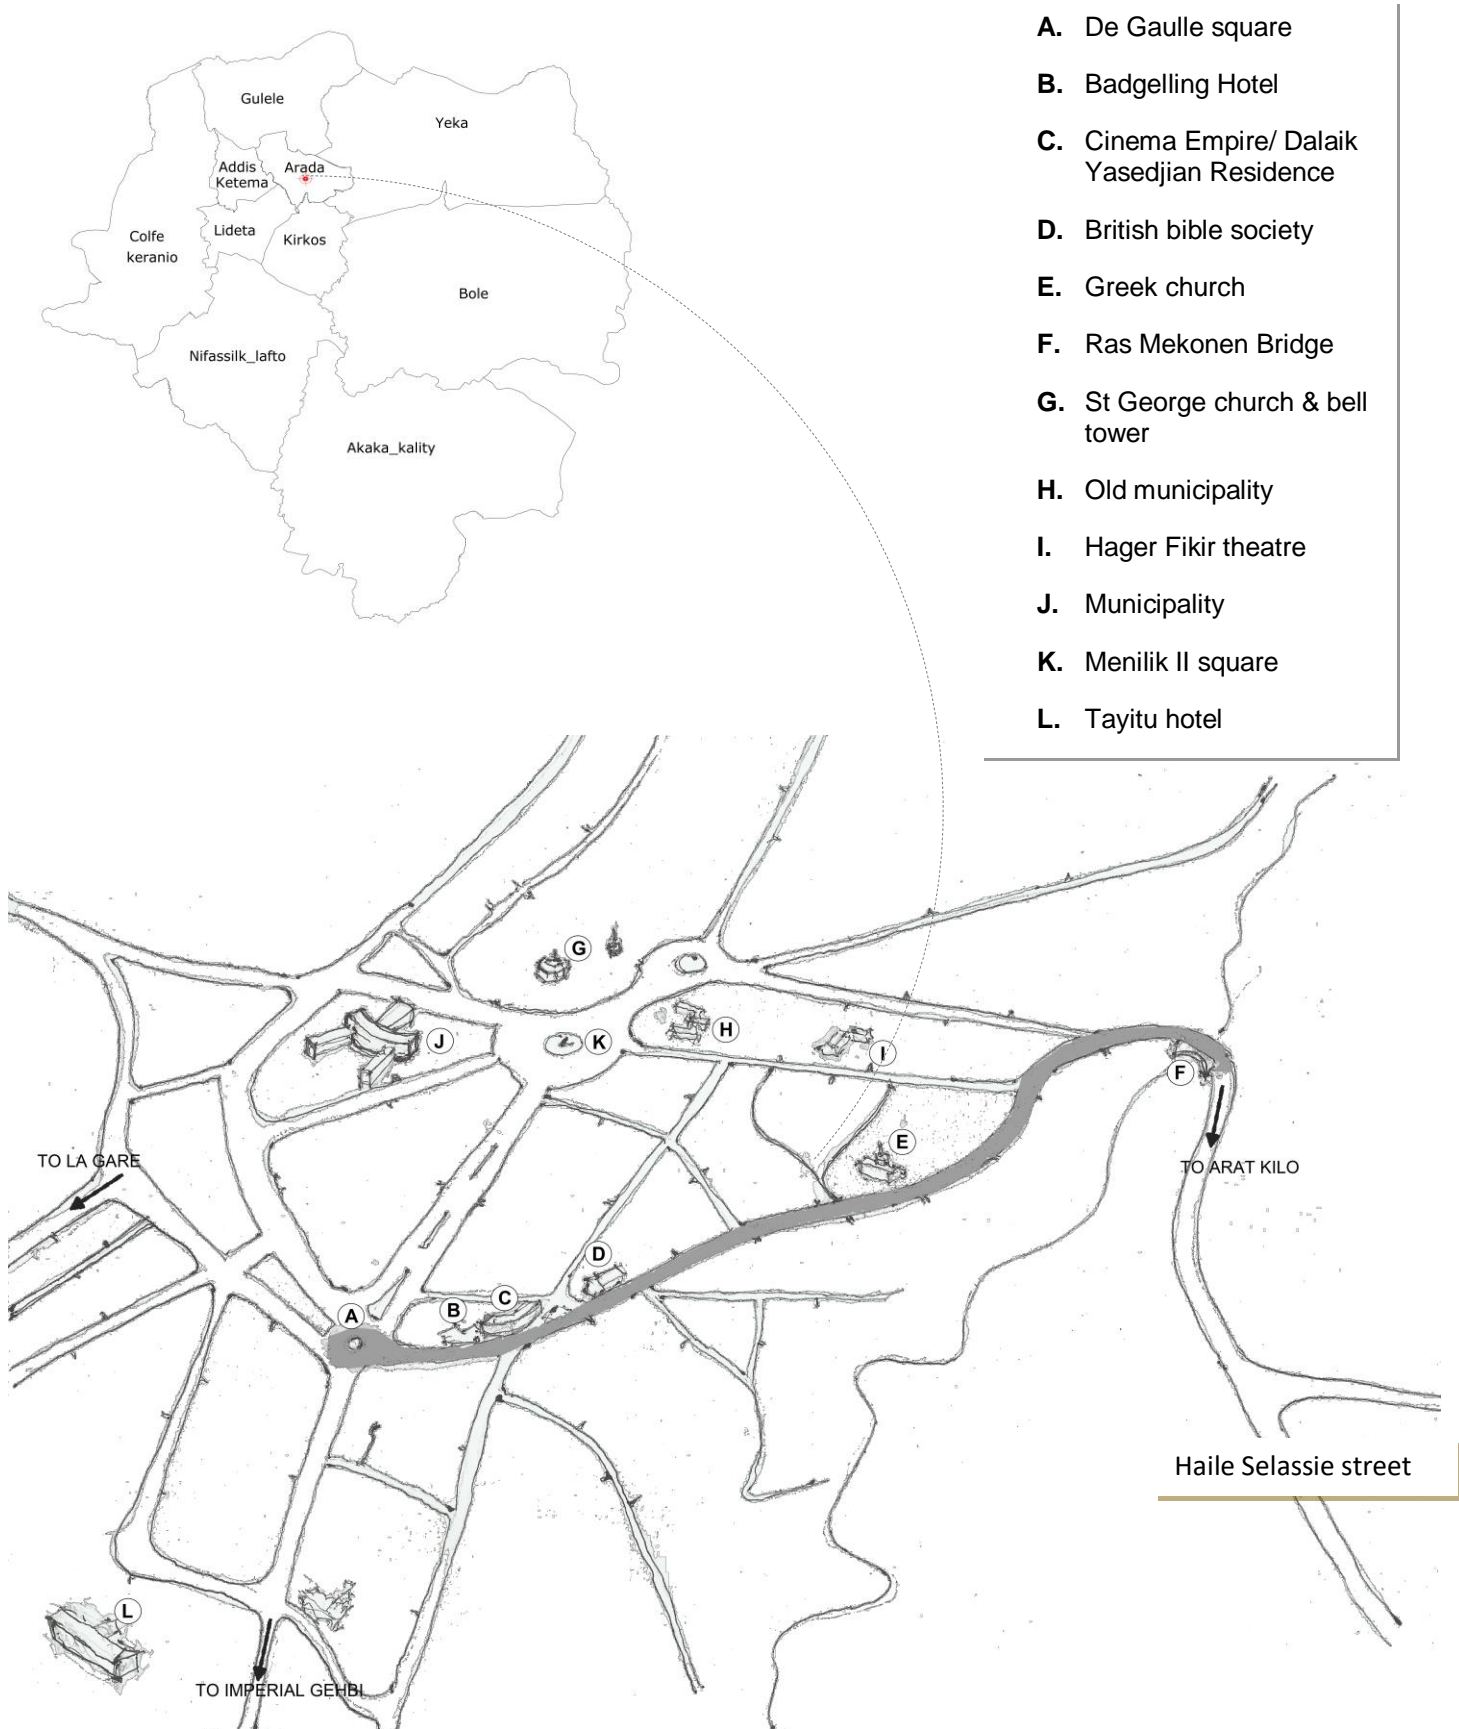 Gulele
Yeka
Addis
Ketema
Arada
Lideta
Kirkos
Colfe
keranio
Bole
Nifassilk_lafto
Akaka_kality
A. De Gaulle square
B. Badgelling Hotel
C. Cinema Empire/ Dalaik
Yasedjian Residence
D. British bible society
E. Greek church
F. Ras Mekonen Bridge
G. St George church & bell
tower
H. Old municipality
I. Hager Fikir theatre
J. Municipality
K. Menilik II square
L. Tayitu hotel
G
H
J
K
I
F
E
TO LA GARE
TO ARAT KILO
D
C
B
A
Haile Selassie street
L
TO IMPERIAL GEHBI